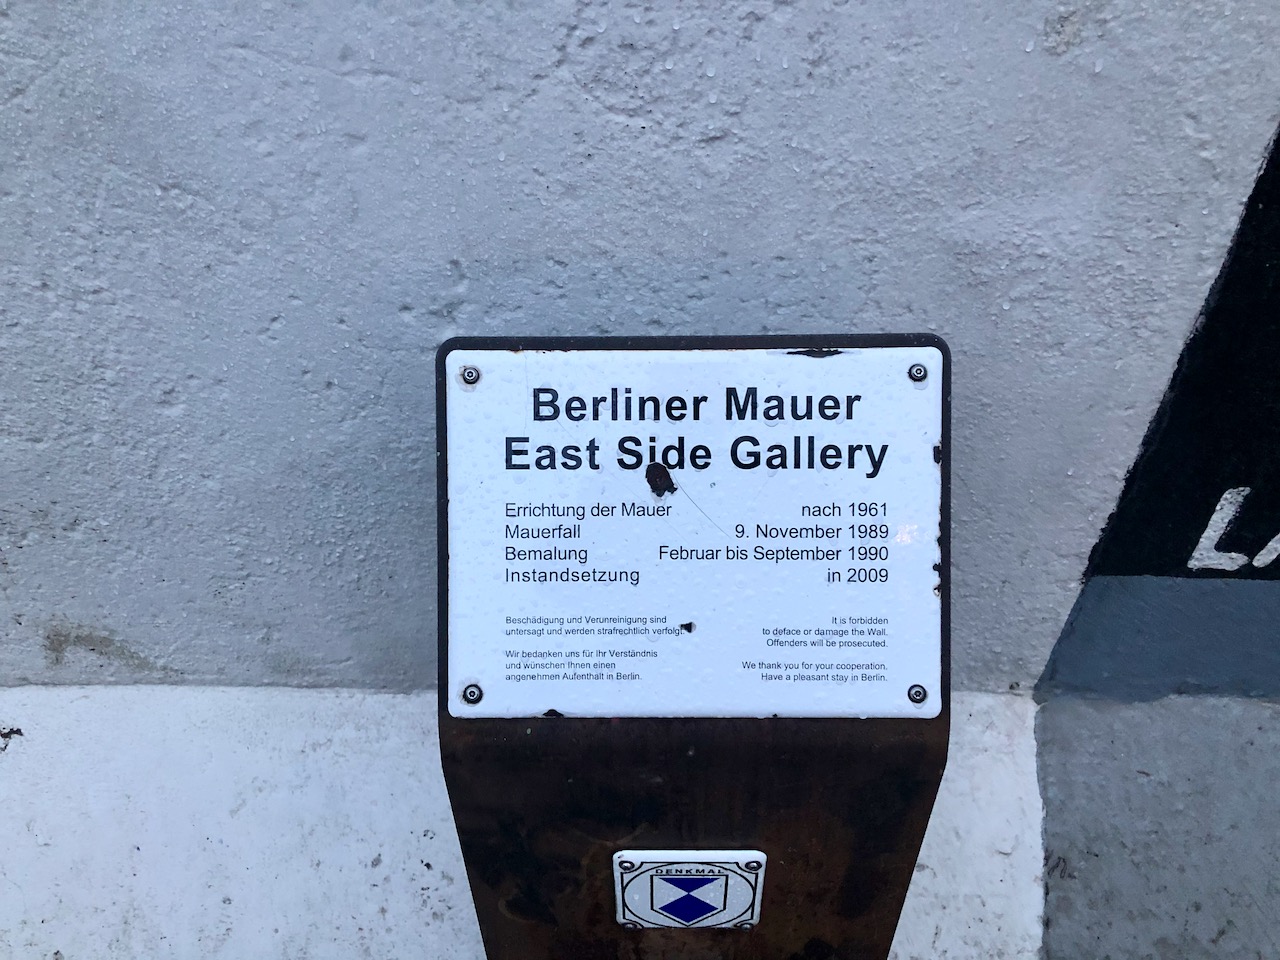 Berliner Mauer
East Side Gallery
Errichtung der Mauer nach 1961
Mauerfall 9. November 1989
Bemalung Februar bis September 1990
Instandsetzung in 2009
Beschädigung und Verunreinigung sind
untersagt und werden strafrechtlich verfolgt.
Wir bedanken uns für Ihr Verständnis
und wünschen Ihnen einen
angenehmen Aufenthalt in Berlin.
It is forbidden
to deface or damage the Wall.
Offenders will be prosecuted.
We thank you for your cooperation.
Have a pleasant stay in Berlin.
DENKMAL